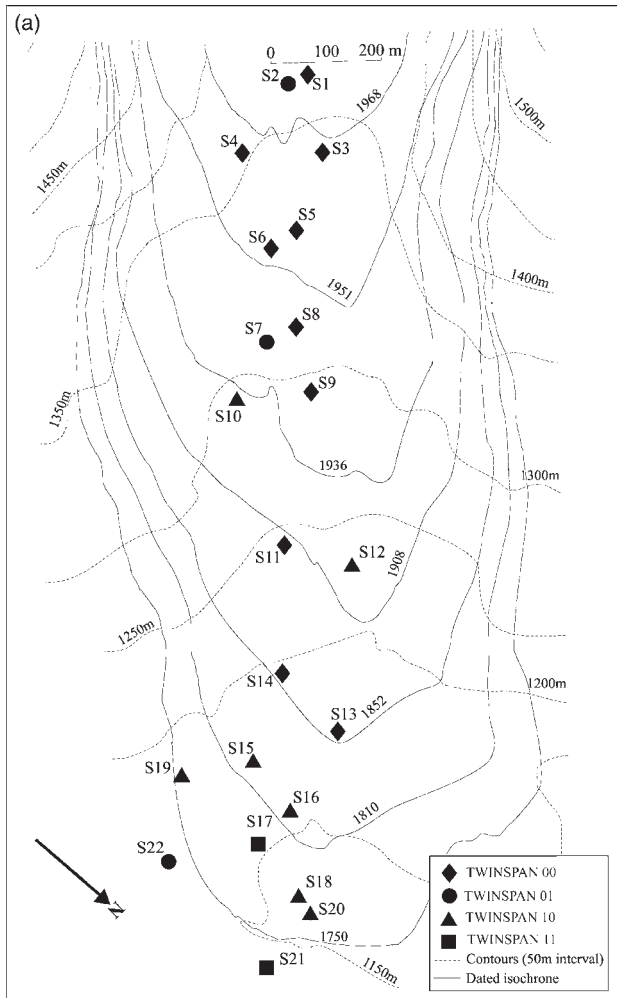 (a)
0 100 200 m
S2
S1
1968
1500m
S4
S3
1450m
S5
S6
1400m
1951
S8
S7
S9
1350m
S10
1936
1300m
S11
S12
1908
1250m
S14
1200m
S13
1852
S15
S19
S16
1810
S17
S22
N
S18
S20
1750
S21
1150m
TWINSPAN 00
TWINSPAN 01
TWINSPAN 10
TWINSPAN 11
Contours (50m interval)
Dated isochrone